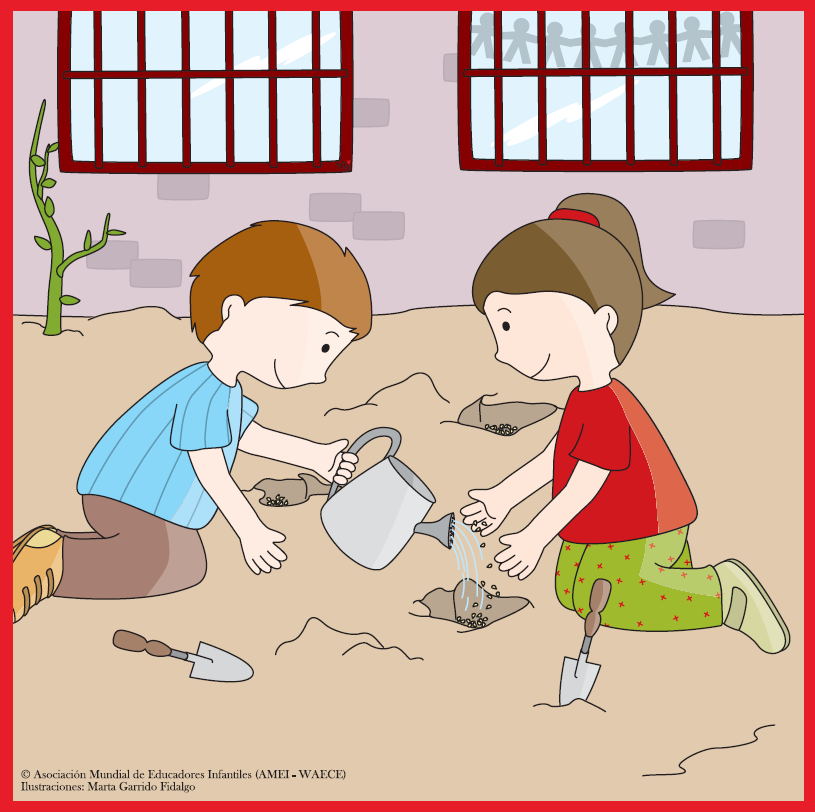 © Asociación Mundial de Educadores Infantiles (AMEI - WAECE)
Ilustraciones: Marta Garrido Fidalgo